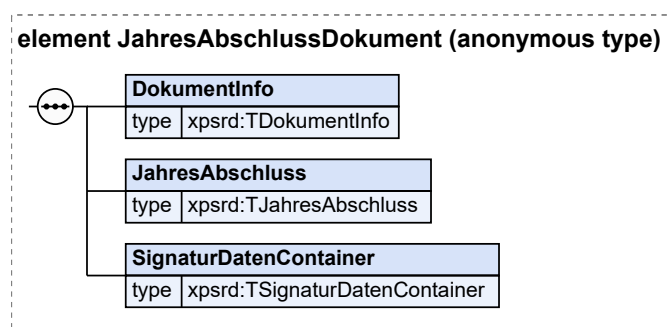 element JahresAbschlussDokument (anonymous type)
DokumentInfo
type xpsrd:TDokumentInfo
JahresAbschluss
type xpsrd:TJahresAbschluss
SignaturDatenContainer
type xpsrd:TSignaturDatenContainer